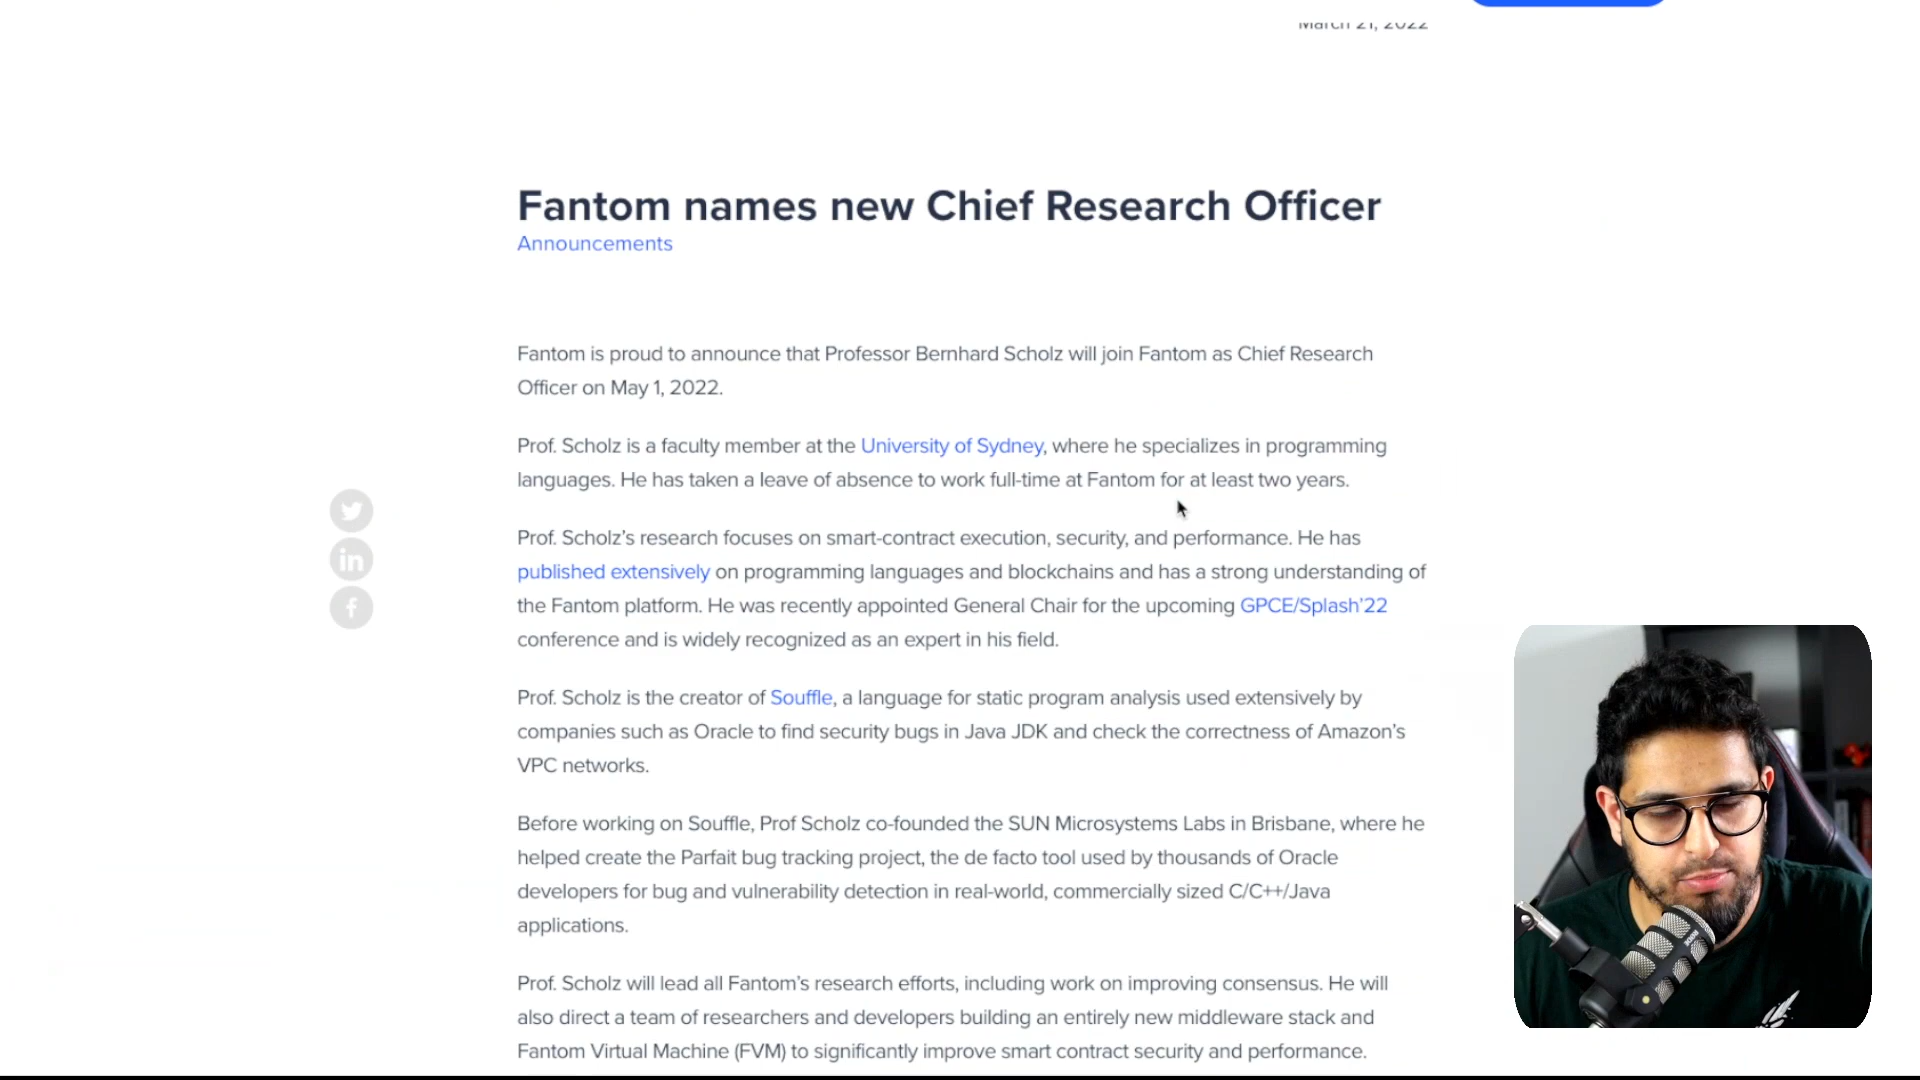 March 21, 2022
Fantom names new Chief Research Officer
Announcements
Fantom is proud to announce that Professor Bernhard Scholz will join Fantom as Chief Research
Officer on May 1, 2022.
Prof. Scholz is a faculty member at the University of Sydney, where he specializes in programming
languages. He has taken a leave of absence to work full-time at Fantom for at least two years.
Prof. Scholz’s research focuses on smart-contract execution, security, and performance. He has
published extensively on programming languages and blockchains and has a strong understanding of
the Fantom platform. He was recently appointed General Chair for the upcoming GPCE/Splash’22
conference and is widely recognized as an expert in his field.
Prof. Scholz is the creator of Souffle, a language for static program analysis used extensively by
companies such as Oracle to find security bugs in Java JDK and check the correctness of Amazon’s
VPC networks.
Before working on Souffle, Prof Scholz co-founded the SUN Microsystems Labs in Brisbane, where he
helped create the Parfait bug tracking project, the de facto tool used by thousands of Oracle
developers for bug and vulnerability detection in real-world, commercially sized C/C++/Java
applications.
Prof. Scholz will lead all Fantom’s research efforts, including work on improving consensus. He will
also direct a team of researchers and developers building an entirely new middleware stack and
Fantom Virtual Machine (FVM) to significantly improve smart contract security and performance.
in
f
RØDE